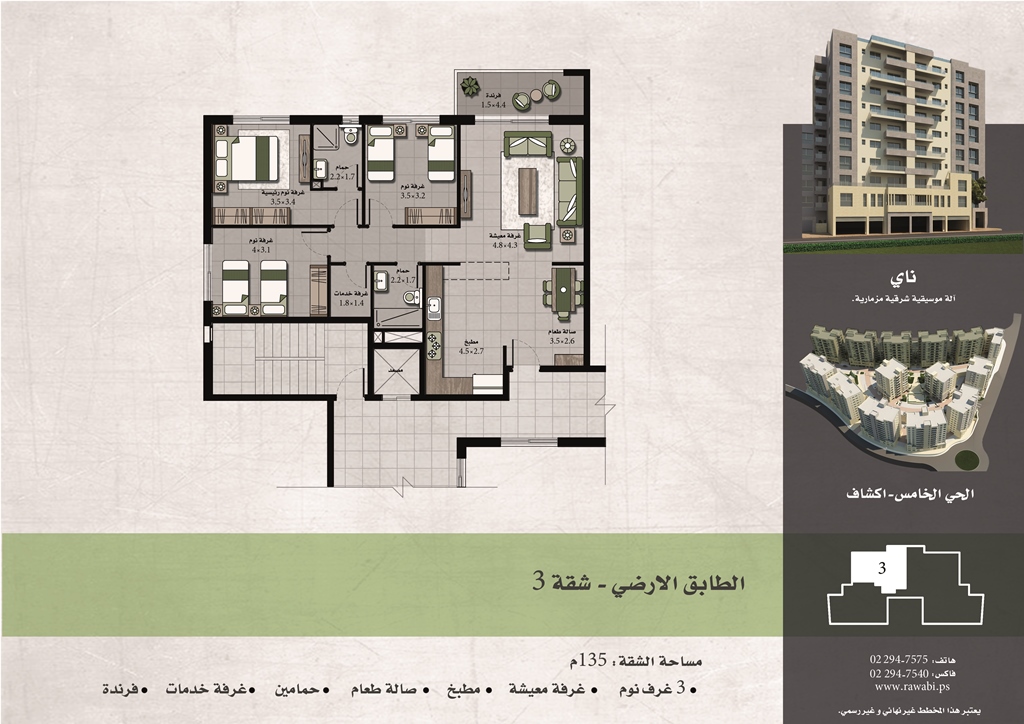 فرندة
1.5×4.4
حمام
2.2×1.7
غرفة نوم رئيسية
3.5×3.4
غرفة نوم
3.5×3.2
غرفة معيشة
4.8×4.3
غرفة نوم
4×3.1
حمام
2.2×1.7
غرفة خدمات
1.8×1.4
صالة طعام
3.5×2.6
مطبخ
4.5×2.7
مصعد
ناي
آلة موسيقية شرقية مزمارية.
الحي الخامس-اكشاف
3
الطابق الارضي - شقة 3
مساحة الشقة: 135م
• 3 غرف نوم • غرفة معيشة • مطبخ • صالة طعام • حمامين • غرفة خدمات • فرندة
هاتف: 02 294-7575
فاكس: 02 294-7540
www.rawabi.ps
يعتبر هذا المخطط غير نهائي و غير رسمي.